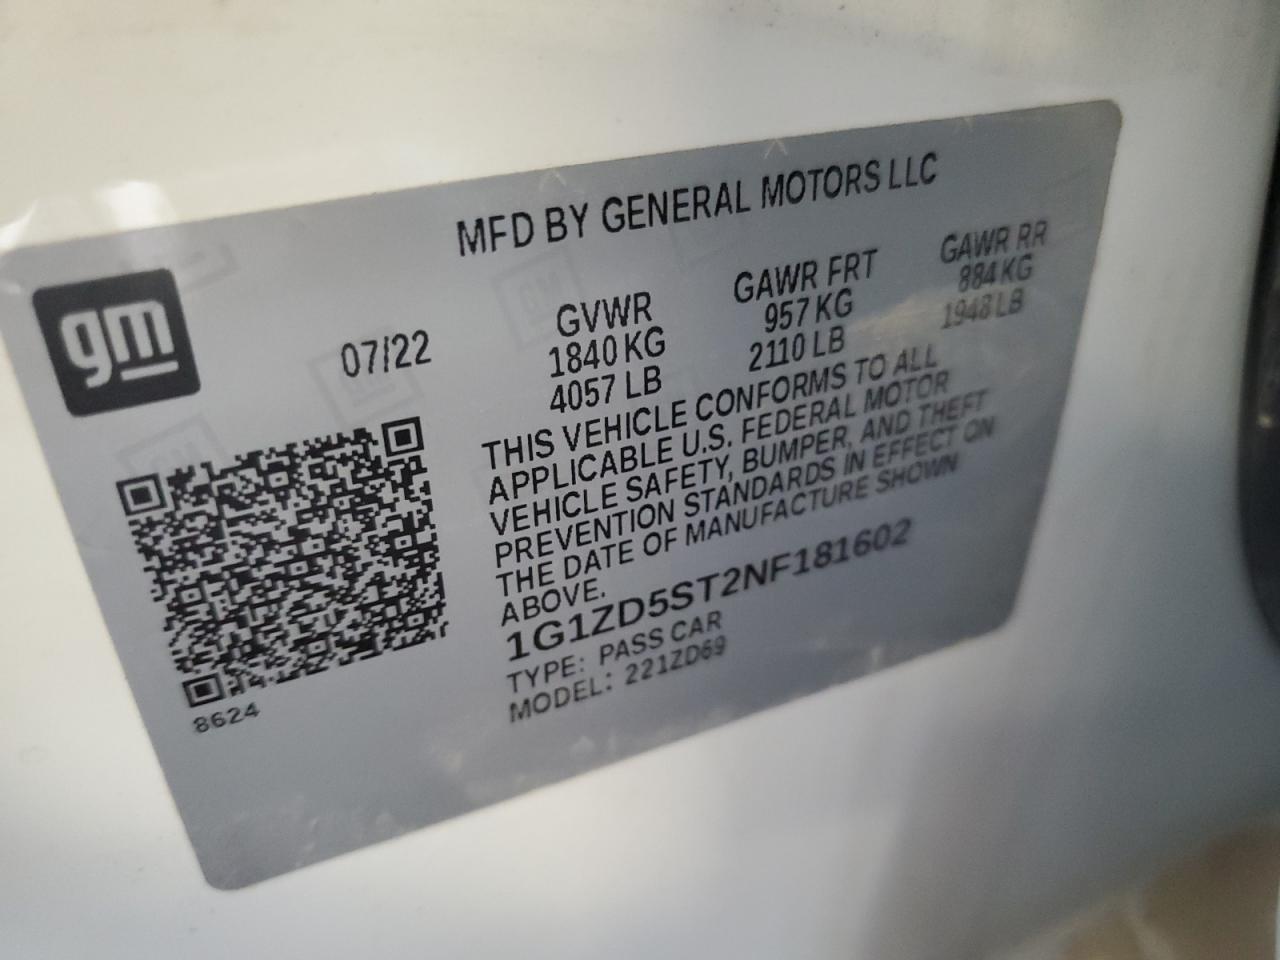 MFD BY GENERAL MOTORS LLC
gm
07/22
GVWR
1840 KG
4057 LB
GAWR FRT
957 KG
2110 LB
GAWR RR
884 KG
1948 LB
THIS VEHICLE CONFORMS TO ALL
APPLICABLE U.S. FEDERAL MOTOR
VEHICLE SAFETY, BUMPER, AND THEFT
PREVENTION STANDARDS IN EFFECT ON
THE DATE OF MANUFACTURE SHOWN
ABOVE.
1G1ZD5ST2NF181602
TYPE: PASS CAR
MODEL: 221ZD69
8624